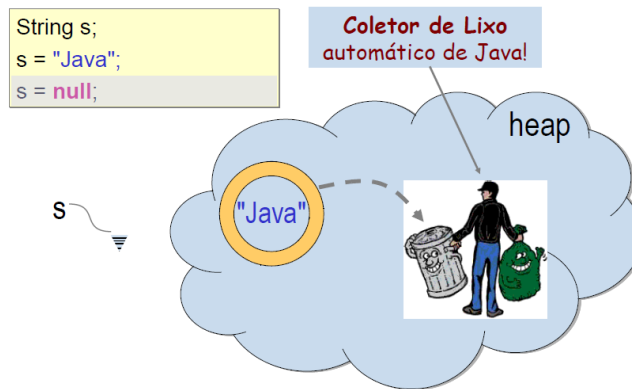 String s;
s = "Java";
s = null;
Coletor de Lixo
automático de Java!
heap
"Java"
s